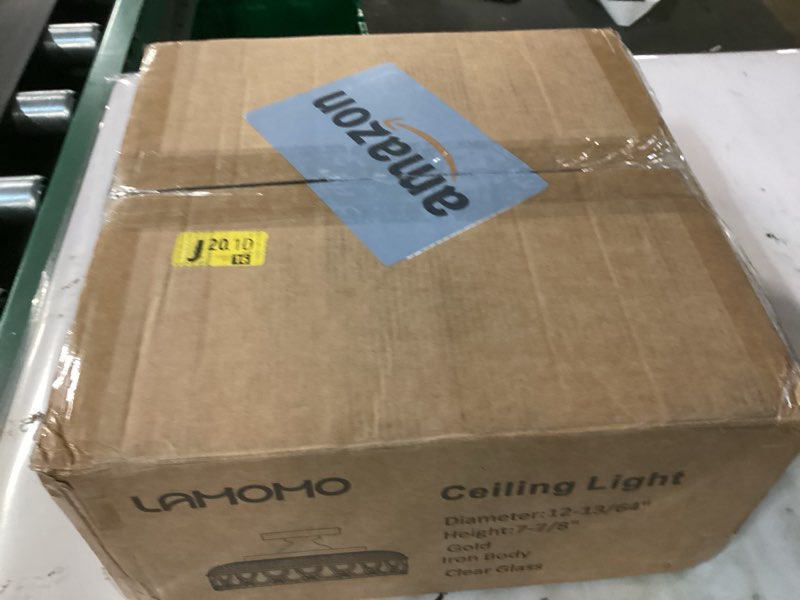 amazon
J 20.10
LAMOMO
Ceiling Light
Diameter:12-13/64"
Height:7-7/8"
Gold
Iron Body
Clear Glass